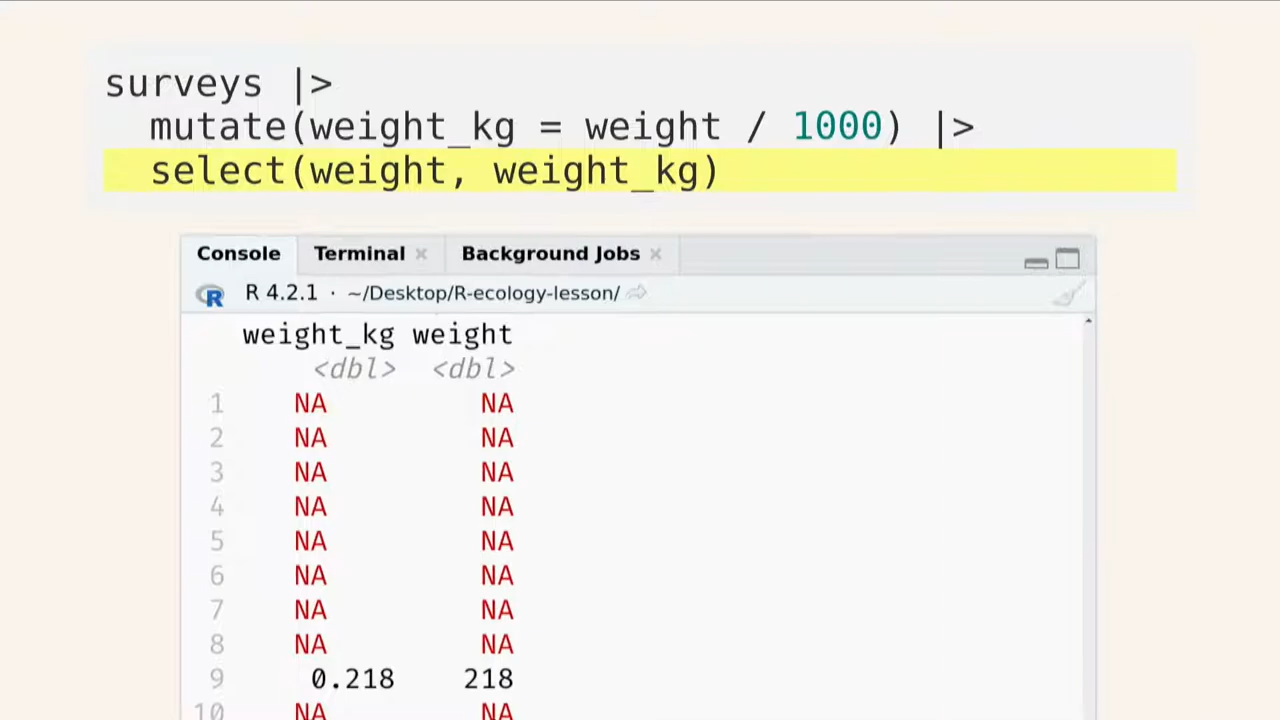 surveys |>
mutate(weight_kg = weight / 1000) |>
select(weight, weight_kg)
Console Terminal × Background Jobs ×
R R 4.2.1 · ~/Desktop/R-ecology-lesson/
weight_kg weight
<dbl> <dbl>
1 NA NA
2 NA NA
3 NA NA
4 NA NA
5 NA NA
6 NA NA
7 NA NA
8 NA NA
9 0.218 218
10 NA NA